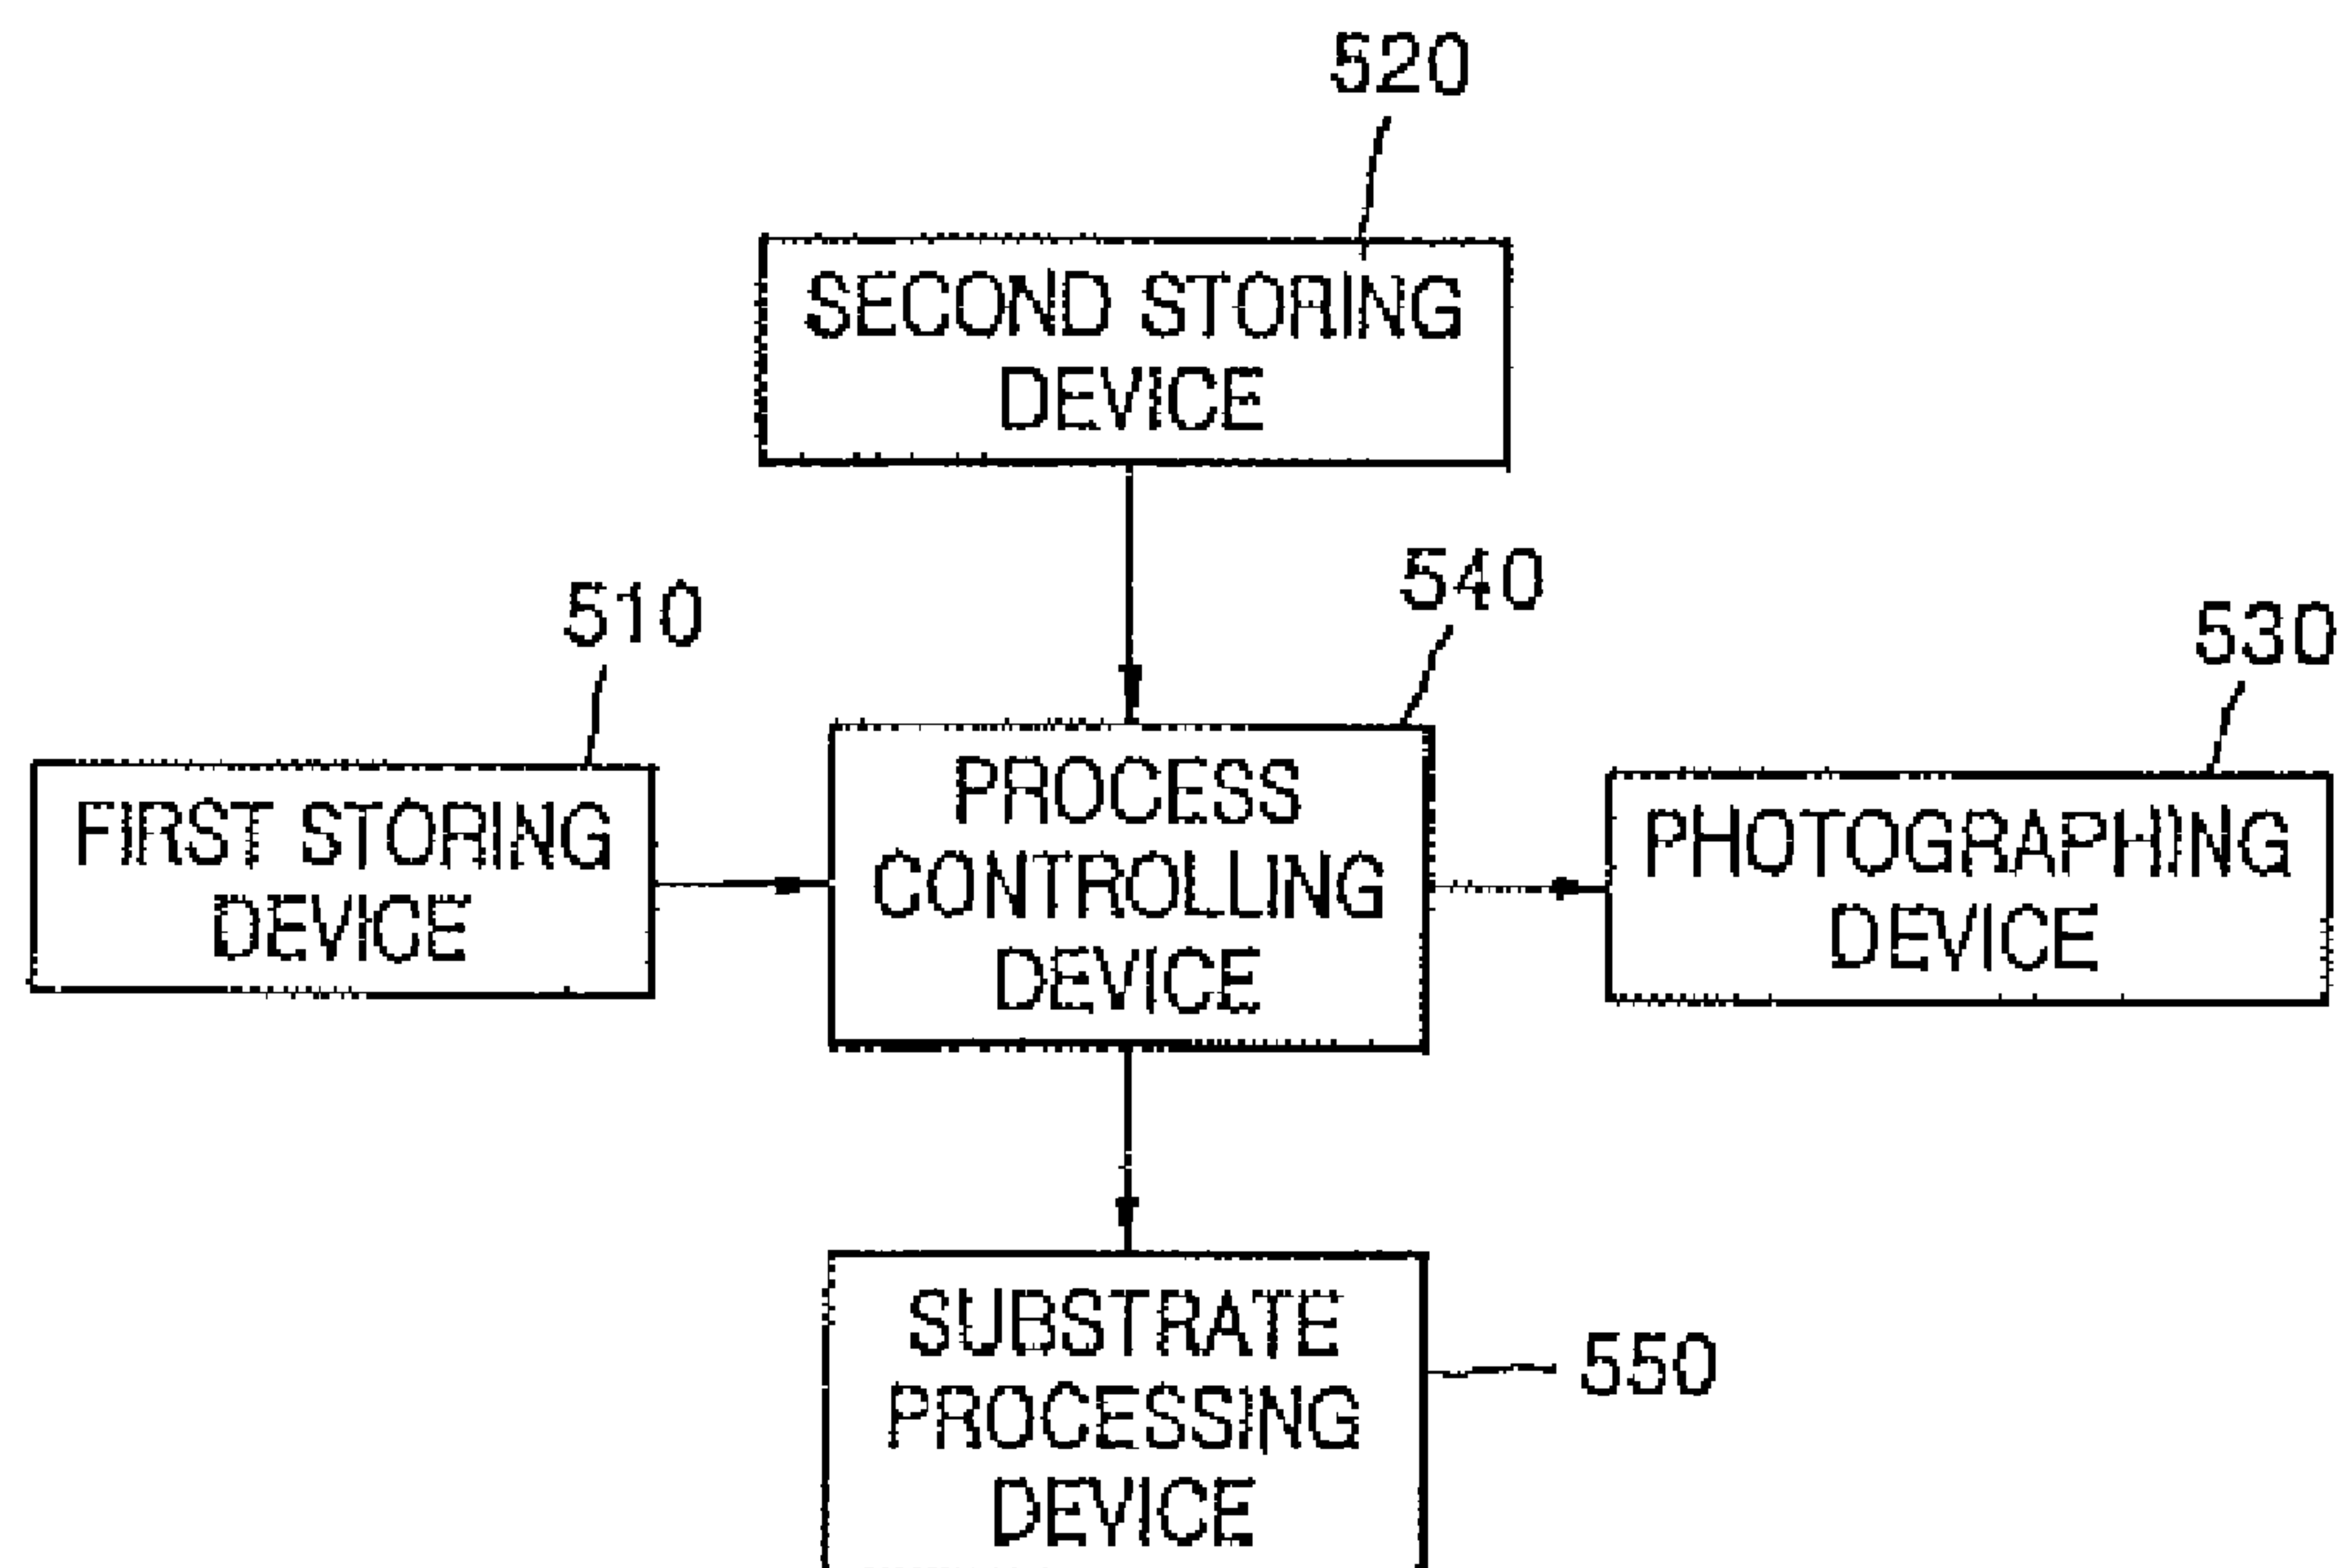 520
SECOND STORING
DEVICE
540
510
530
PROCESS
CONTROLLING
DEVICE
FIRST STORING
DEVICE
PHOTOGRAPHING
DEVICE
SUBSTRATE
PROCESSING
DEVICE
550